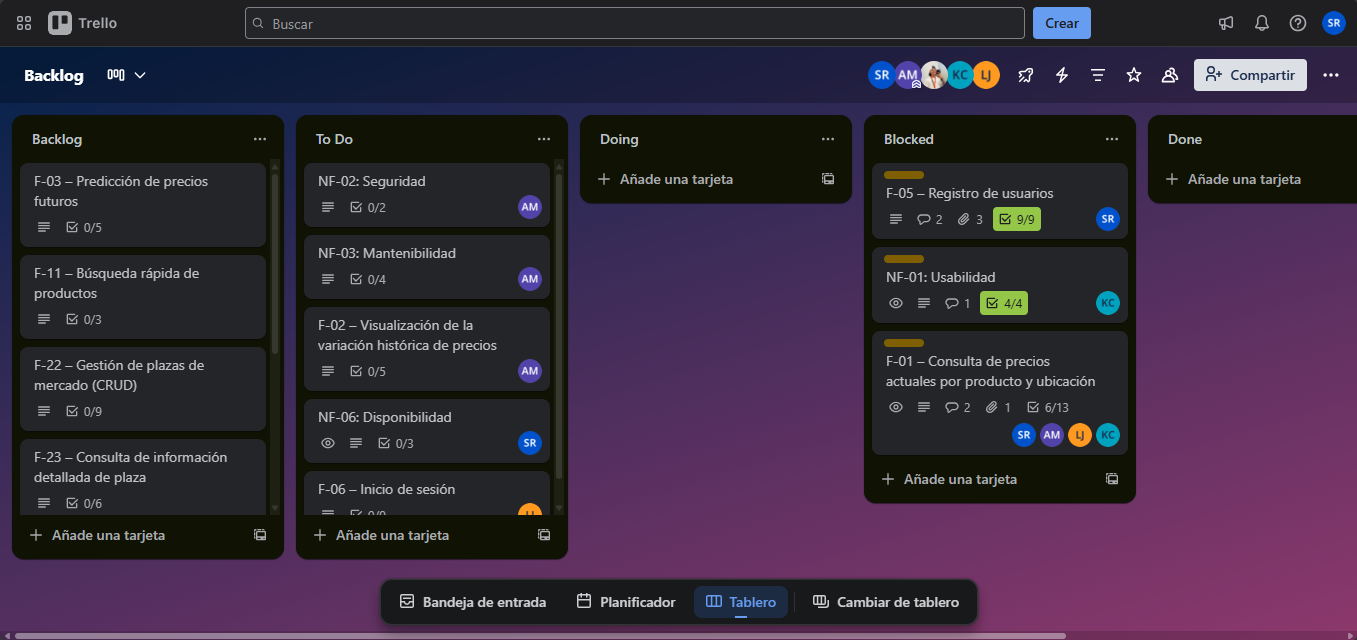 Trello
Buscar
Crear
SR
Backlog
SR AM KC LJ
Compartir
Backlog
F-03 – Predicción de precios
futuros
0/5
F-11 – Búsqueda rápida de
productos
0/3
F-22 – Gestión de plazas de
mercado (CRUD)
0/9
F-23 – Consulta de información
detallada de plaza
0/6
Añade una tarjeta
To Do
NF-02: Seguridad
0/2
AM
NF-03: Mantenibilidad
0/4
AM
F-02 – Visualización de la
variación histórica de precios
0/5
AM
NF-06: Disponibilidad
0/3
SR
F-06 – Inicio de sesión
Añade una tarjeta
Doing
Añade una tarjeta
Blocked
F-05 – Registro de usuarios
2 3 9/9
SR
NF-01: Usabilidad
1 4/4
KC
F-01 – Consulta de precios
actuales por producto y ubicación
2 1 6/13
SR AM LJ KC
Añade una tarjeta
Done
Añade una tarjeta
Bandeja de entrada
Planificador
Tablero
Cambiar de tablero